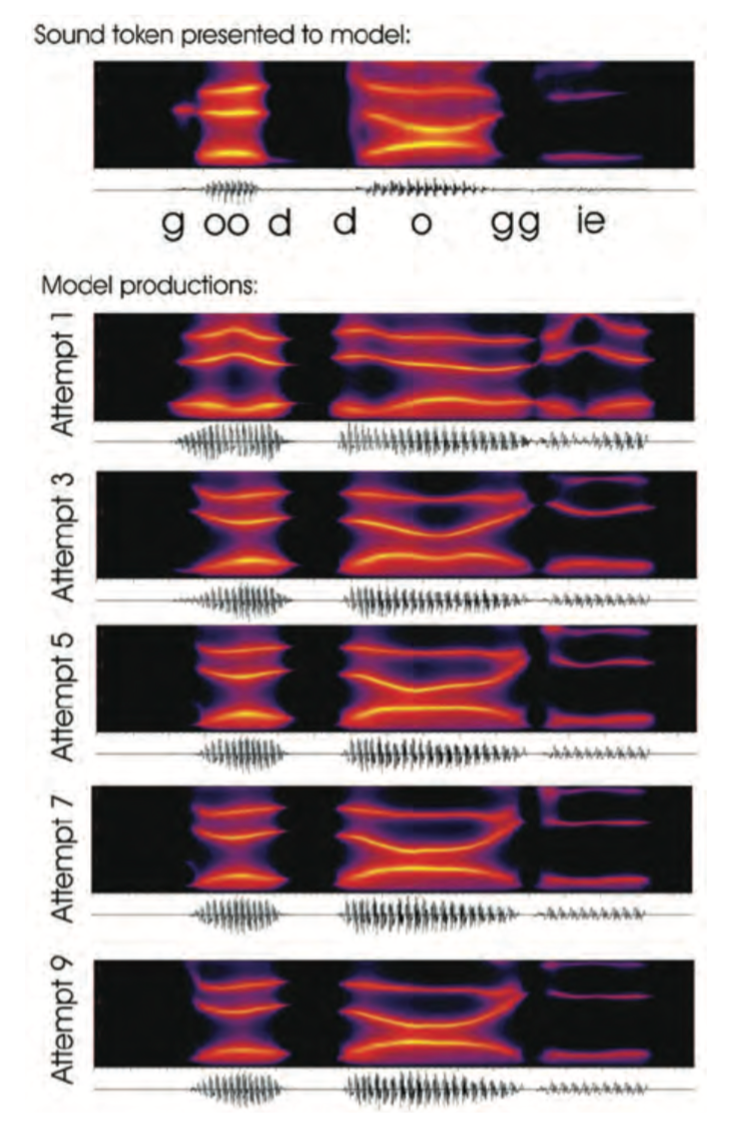 Sound token presented to model:
g oo d d o gg ie
Model productions:
Attempt 1
Attempt 3
Attempt 5
Attempt 7
Attempt 9